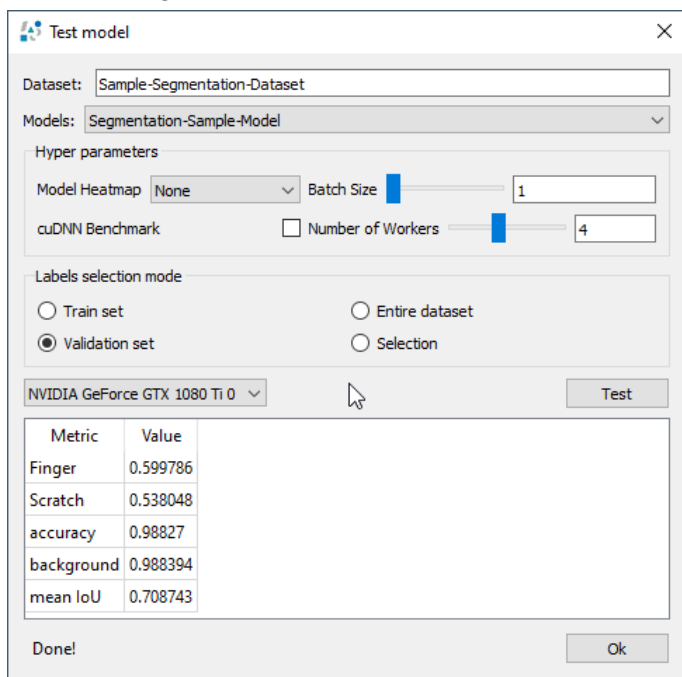 Test model
Dataset: Sample-Segmentation-Dataset
Models: Segmentation-Sample-Model
Hyper parameters
Model Heatmap None Batch Size 1
cuDNN Benchmark Number of Workers 4
Labels selection mode
Train set Entire dataset
Validation set Selection
NVIDIA GeForce GTX 1080 Ti 0 Test
Metric Value
Finger 0.599786
Scratch 0.538048
accuracy 0.98827
background 0.988394
mean IoU 0.708743
Done! Ok